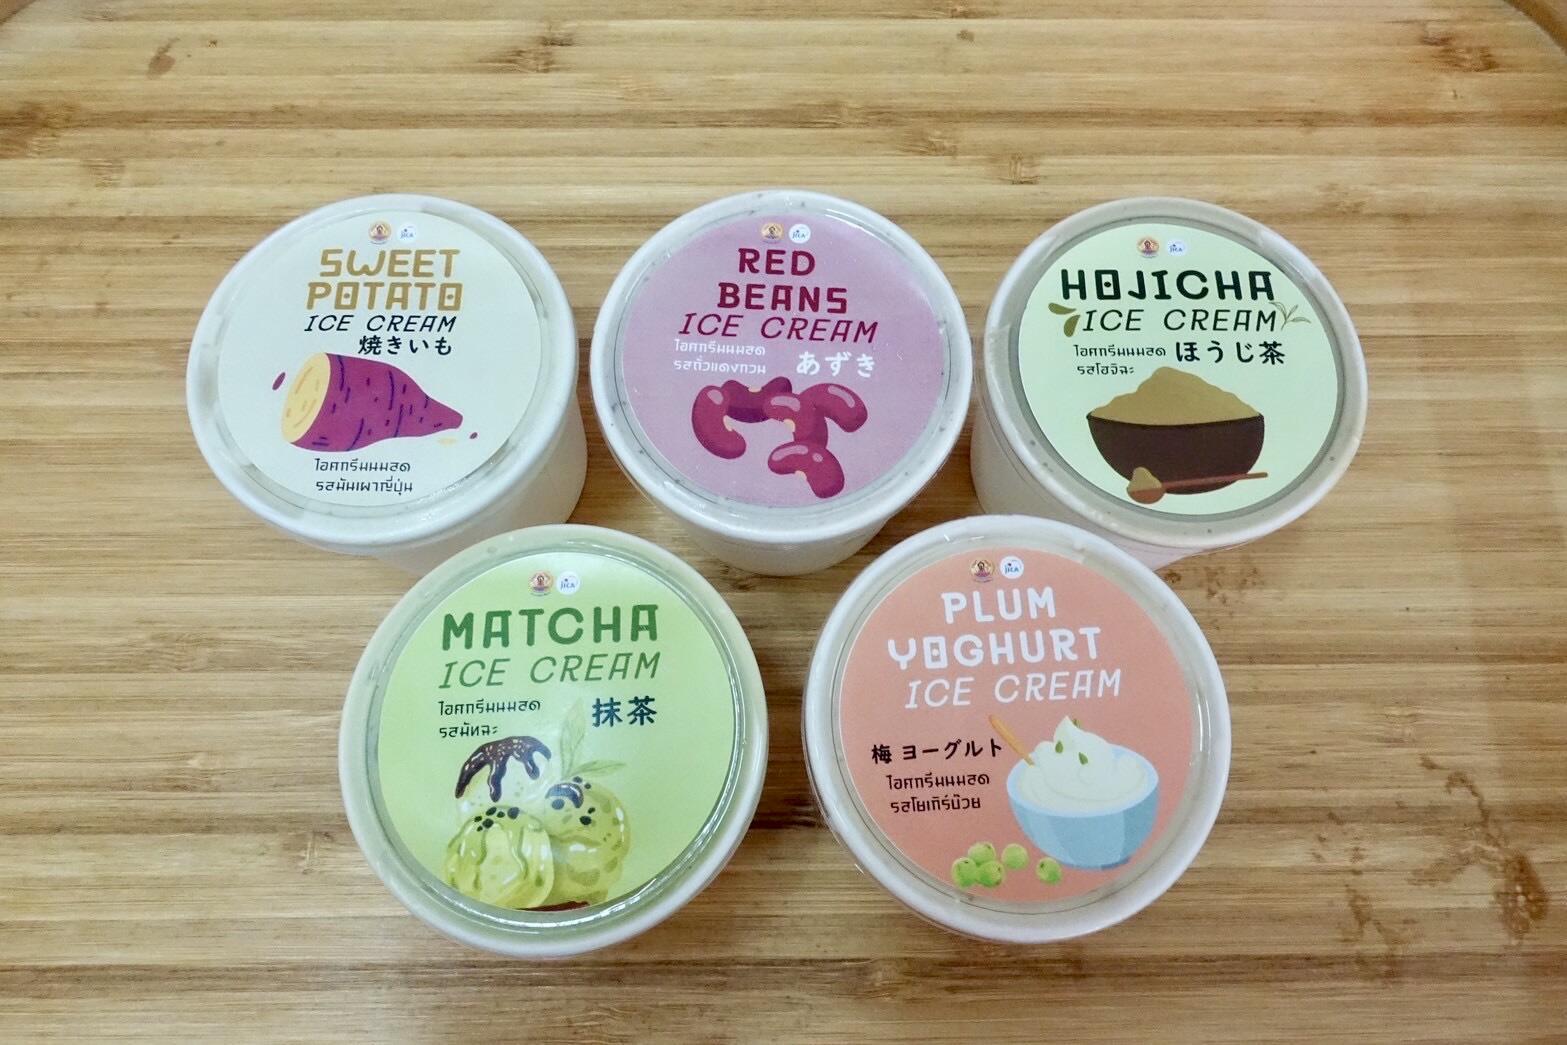 JICA
SWEET
POTATO
ICE CREAM
焼きいも
ไอศกรีมนมสด
รสมันเผาญี่ปุ่น
JICA
RED
BEANS
ICE CREAM
ไอศกรีมนมสด
รสถั่วแดงกวน
あずき
JICA
HOJICHA
ICE CREAM
ไอศกรีมนมสด
รสโฮจิฉะ
ほうじ茶
JICA
MATCHA
ICE CREAM
ไอศกรีมนมสด
รสมัทฉะ
抹茶
JICA
PLUM
YOGHURT
ICE CREAM
梅 ヨーグルト
ไอศกรีมนมสด
รสโยเกิร์บ๊วย